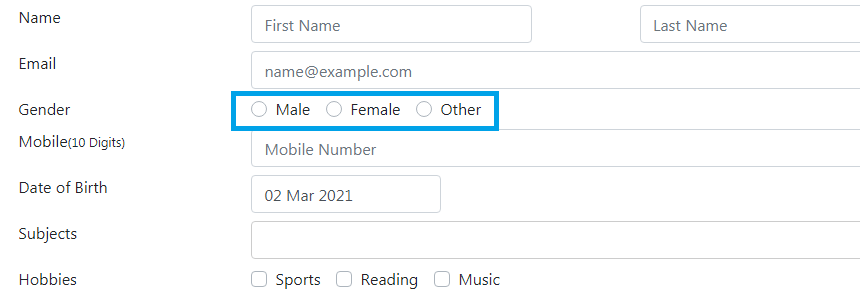 Name First Name Last Name
Email name@example.com
Gender Male Female Other
Mobile(10 Digits) Mobile Number
Date of Birth 02 Mar 2021
Subjects
Hobbies Sports Reading Music